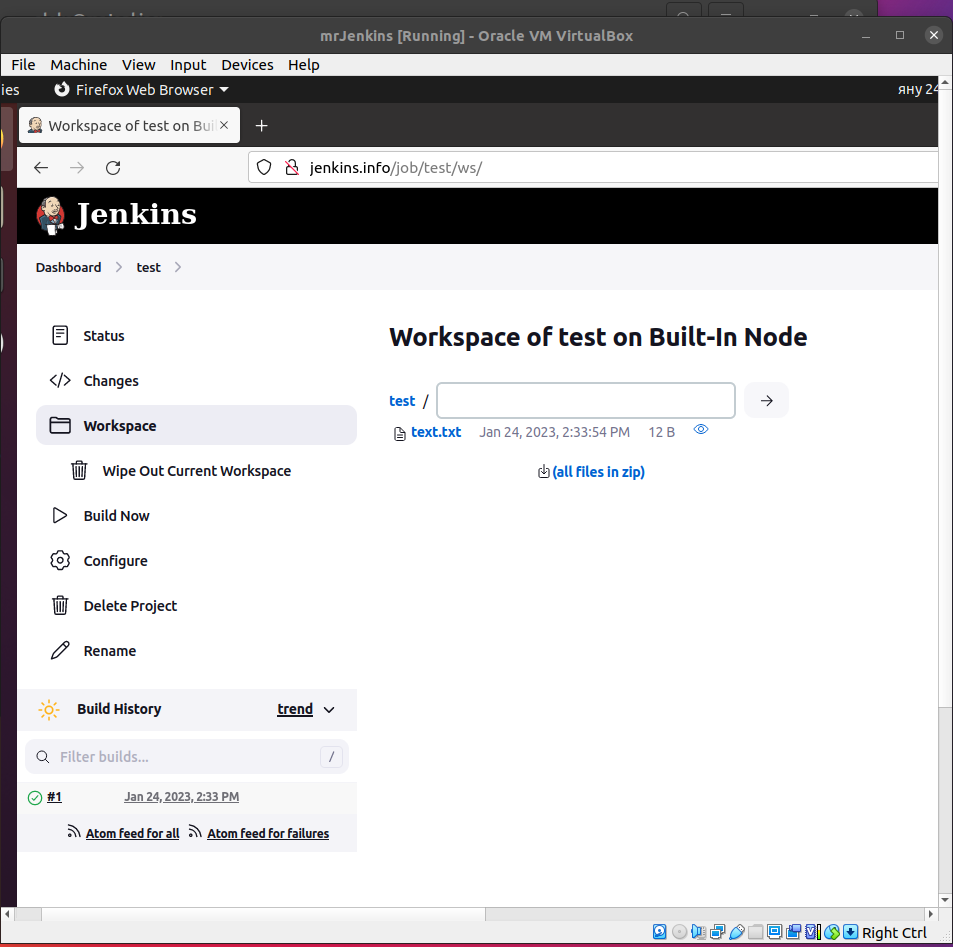 mrJenkins [Running] - Oracle VM VirtualBox
File Machine View Input Devices Help
ies Firefox Web Browser яну 24
Workspace of test on Bui
jenkins.info/job/test/ws/
Jenkins
Dashboard test
Status
Changes
Workspace
Wipe Out Current Workspace
Build Now
Configure
Delete Project
Rename
Build History trend
Filter builds... /
#1 Jan 24, 2023, 2:33 PM
Atom feed for all Atom feed for failures
Workspace of test on Built-In Node
test /
text.txt Jan 24, 2023, 2:33:54 PM 12 B
(all files in zip)
Right Ctrl